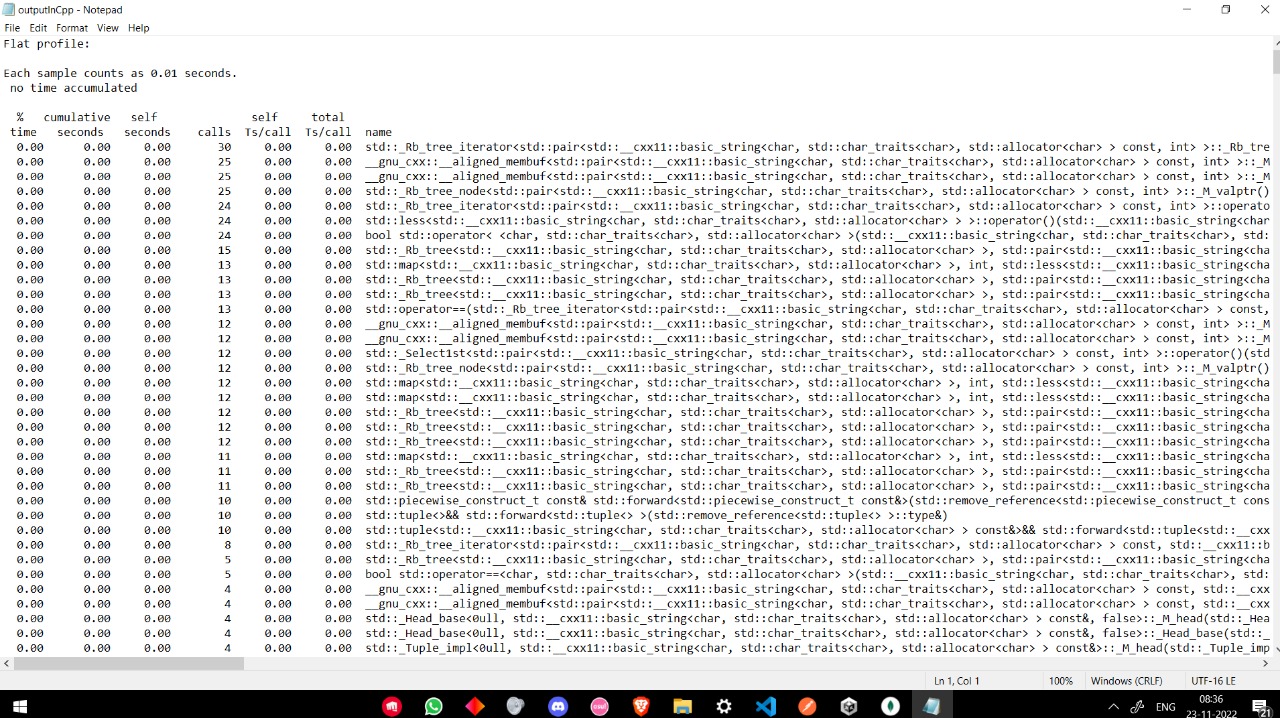 outputInCpp - Notepad
File Edit Format View Help
Flat profile:
Each sample counts as 0.01 seconds.
no time accumulated
% cumulative self self total
time seconds seconds calls Ts/call Ts/call name
0.00 0.00 0.00 30 0.00 0.00 std::_Rb_tree_iterator<std::pair<std::__cxx11::basic_string<char, std::char_traits<char>, std::allocator<char> > const, int> >::_Rb_tre
0.00 0.00 0.00 25 0.00 0.00 __gnu_cxx::__aligned_membuf<std::pair<std::__cxx11::basic_string<char, std::char_traits<char>, std::allocator<char> > const, int> >::_M
0.00 0.00 0.00 25 0.00 0.00 __gnu_cxx::__aligned_membuf<std::pair<std::__cxx11::basic_string<char, std::char_traits<char>, std::allocator<char> > const, int> >::_M
0.00 0.00 0.00 25 0.00 0.00 std::_Rb_tree_node<std::pair<std::__cxx11::basic_string<char, std::char_traits<char>, std::allocator<char> > const, int> >::_M_valptr()
0.00 0.00 0.00 24 0.00 0.00 std::_Rb_tree_iterator<std::pair<std::__cxx11::basic_string<char, std::char_traits<char>, std::allocator<char> > const, int> >::operato
0.00 0.00 0.00 24 0.00 0.00 std::less<std::__cxx11::basic_string<char, std::char_traits<char>, std::allocator<char> > >::operator()(std::__cxx11::basic_string<char
0.00 0.00 0.00 24 0.00 0.00 bool std::operator< <char, std::char_traits<char>, std::allocator<char> >(std::__cxx11::basic_string<char, std::char_traits<char>, std:
0.00 0.00 0.00 15 0.00 0.00 std::_Rb_tree<std::__cxx11::basic_string<char, std::char_traits<char>, std::allocator<char> >, std::pair<std::__cxx11::basic_string<cha
0.00 0.00 0.00 13 0.00 0.00 std::map<std::__cxx11::basic_string<char, std::char_traits<char>, std::allocator<char> >, int, std::less<std::__cxx11::basic_string<cha
0.00 0.00 0.00 13 0.00 0.00 std::_Rb_tree<std::__cxx11::basic_string<char, std::char_traits<char>, std::allocator<char> >, std::pair<std::__cxx11::basic_string<cha
0.00 0.00 0.00 13 0.00 0.00 std::_Rb_tree<std::__cxx11::basic_string<char, std::char_traits<char>, std::allocator<char> >, std::pair<std::__cxx11::basic_string<cha
0.00 0.00 0.00 13 0.00 0.00 std::operator==(std::_Rb_tree_iterator<std::pair<std::__cxx11::basic_string<char, std::char_traits<char>, std::allocator<char> > const,
0.00 0.00 0.00 12 0.00 0.00 __gnu_cxx::__aligned_membuf<std::pair<std::__cxx11::basic_string<char, std::char_traits<char>, std::allocator<char> > const, int> >::_M
0.00 0.00 0.00 12 0.00 0.00 __gnu_cxx::__aligned_membuf<std::pair<std::__cxx11::basic_string<char, std::char_traits<char>, std::allocator<char> > const, int> >::_M
0.00 0.00 0.00 12 0.00 0.00 std::_Select1st<std::pair<std::__cxx11::basic_string<char, std::char_traits<char>, std::allocator<char> > const, int> >::operator()(std
0.00 0.00 0.00 12 0.00 0.00 std::_Rb_tree_node<std::pair<std::__cxx11::basic_string<char, std::char_traits<char>, std::allocator<char> > const, int> >::_M_valptr()
0.00 0.00 0.00 12 0.00 0.00 std::map<std::__cxx11::basic_string<char, std::char_traits<char>, std::allocator<char> >, int, std::less<std::__cxx11::basic_string<cha
0.00 0.00 0.00 12 0.00 0.00 std::map<std::__cxx11::basic_string<char, std::char_traits<char>, std::allocator<char> >, int, std::less<std::__cxx11::basic_string<cha
0.00 0.00 0.00 12 0.00 0.00 std::_Rb_tree<std::__cxx11::basic_string<char, std::char_traits<char>, std::allocator<char> >, std::pair<std::__cxx11::basic_string<cha
0.00 0.00 0.00 12 0.00 0.00 std::_Rb_tree<std::__cxx11::basic_string<char, std::char_traits<char>, std::allocator<char> >, std::pair<std::__cxx11::basic_string<cha
0.00 0.00 0.00 12 0.00 0.00 std::_Rb_tree<std::__cxx11::basic_string<char, std::char_traits<char>, std::allocator<char> >, std::pair<std::__cxx11::basic_string<cha
0.00 0.00 0.00 11 0.00 0.00 std::map<std::__cxx11::basic_string<char, std::char_traits<char>, std::allocator<char> >, int, std::less<std::__cxx11::basic_string<cha
0.00 0.00 0.00 11 0.00 0.00 std::_Rb_tree<std::__cxx11::basic_string<char, std::char_traits<char>, std::allocator<char> >, std::pair<std::__cxx11::basic_string<cha
0.00 0.00 0.00 11 0.00 0.00 std::_Rb_tree<std::__cxx11::basic_string<char, std::char_traits<char>, std::allocator<char> >, std::pair<std::__cxx11::basic_string<cha
0.00 0.00 0.00 10 0.00 0.00 std::piecewise_construct_t const& std::forward<std::piecewise_construct_t const&>(std::remove_reference<std::piecewise_construct_t cons
0.00 0.00 0.00 10 0.00 0.00 std::tuple<>&& std::forward<std::tuple<> >(std::remove_reference<std::tuple<> >::type&)
0.00 0.00 0.00 10 0.00 0.00 std::tuple<std::__cxx11::basic_string<char, std::char_traits<char>, std::allocator<char> > const&>&& std::forward<std::tuple<std::__cxx
0.00 0.00 0.00 8 0.00 0.00 std::_Rb_tree_iterator<std::pair<std::__cxx11::basic_string<char, std::char_traits<char>, std::allocator<char> > const, std::__cxx11::b
0.00 0.00 0.00 5 0.00 0.00 std::_Rb_tree<std::__cxx11::basic_string<char, std::char_traits<char>, std::allocator<char> >, std::pair<std::__cxx11::basic_string<cha
0.00 0.00 0.00 5 0.00 0.00 bool std::operator==<char, std::char_traits<char>, std::allocator<char> >(std::__cxx11::basic_string<char, std::char_traits<char>, std:
0.00 0.00 0.00 4 0.00 0.00 __gnu_cxx::__aligned_membuf<std::pair<std::__cxx11::basic_string<char, std::char_traits<char>, std::allocator<char> > const, std::__cxx
0.00 0.00 0.00 4 0.00 0.00 __gnu_cxx::__aligned_membuf<std::pair<std::__cxx11::basic_string<char, std::char_traits<char>, std::allocator<char> > const, std::__cxx
0.00 0.00 0.00 4 0.00 0.00 std::_Head_base<0ull, std::__cxx11::basic_string<char, std::char_traits<char>, std::allocator<char> > const&, false>::_M_head(std::_Hea
0.00 0.00 0.00 4 0.00 0.00 std::_Head_base<0ull, std::__cxx11::basic_string<char, std::char_traits<char>, std::allocator<char> > const&, false>::_Head_base(std::_
0.00 0.00 0.00 4 0.00 0.00 std::_Tuple_impl<0ull, std::__cxx11::basic_string<char, std::char_traits<char>, std::allocator<char> > const&>::_M_head(std::_Tuple_imp
Ln 1, Col 1 100% Windows (CRLF) UTF-16 LE
ENG 08:36
23-11-2022 21